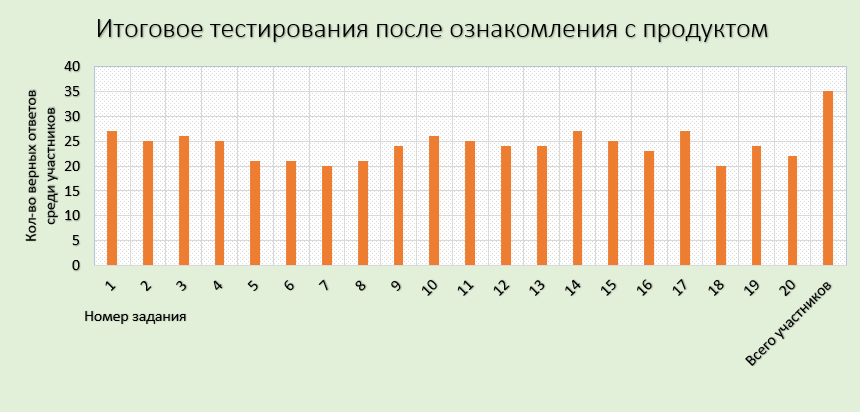 Итоговое тестирования после ознакомления с продуктом
Кол-во верных ответов
среди участников
40
35
30
25
20
15
10
5
0
1 2 3 4 5 6 7 8 9 10 11 12 13 14 15 16 17 18 19 20 Всего участников
Номер задания